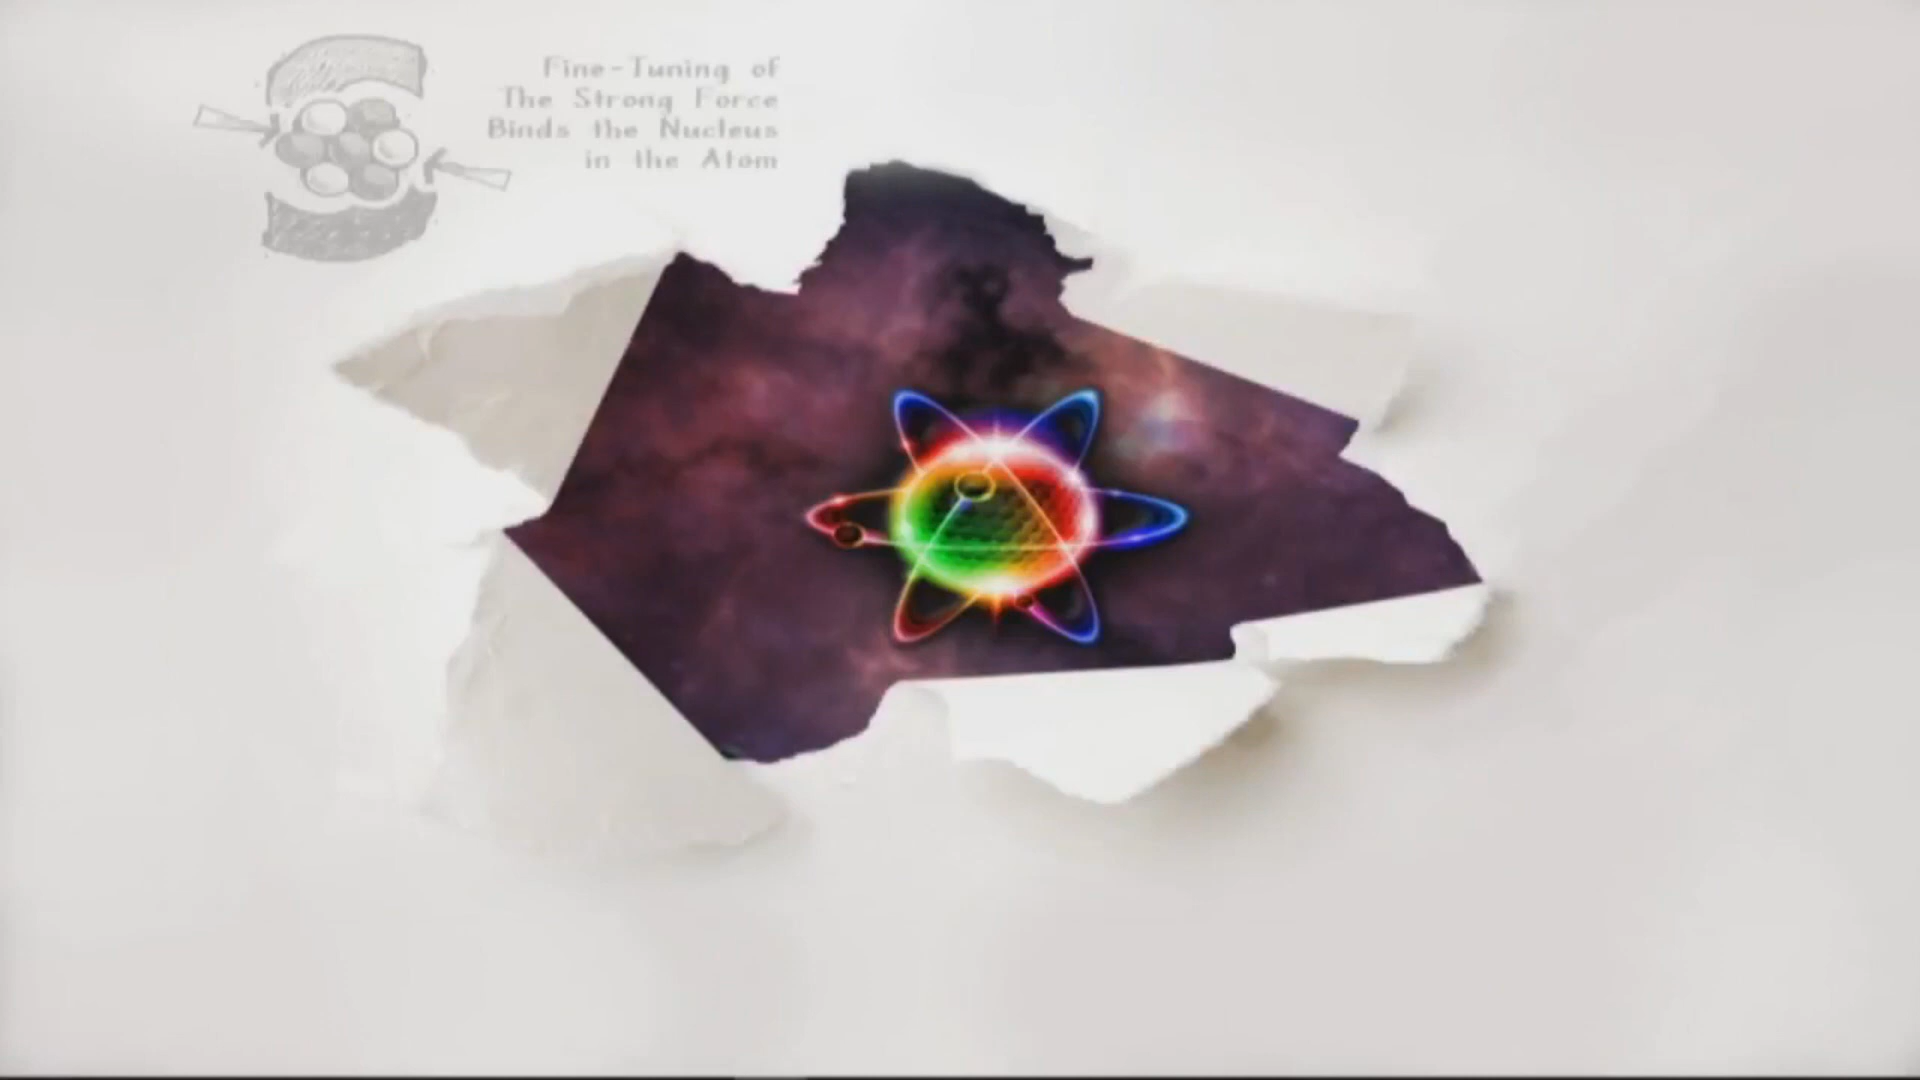 Fine-Tuning of
The Strong Force
Binds the Nucleus
in the Atom